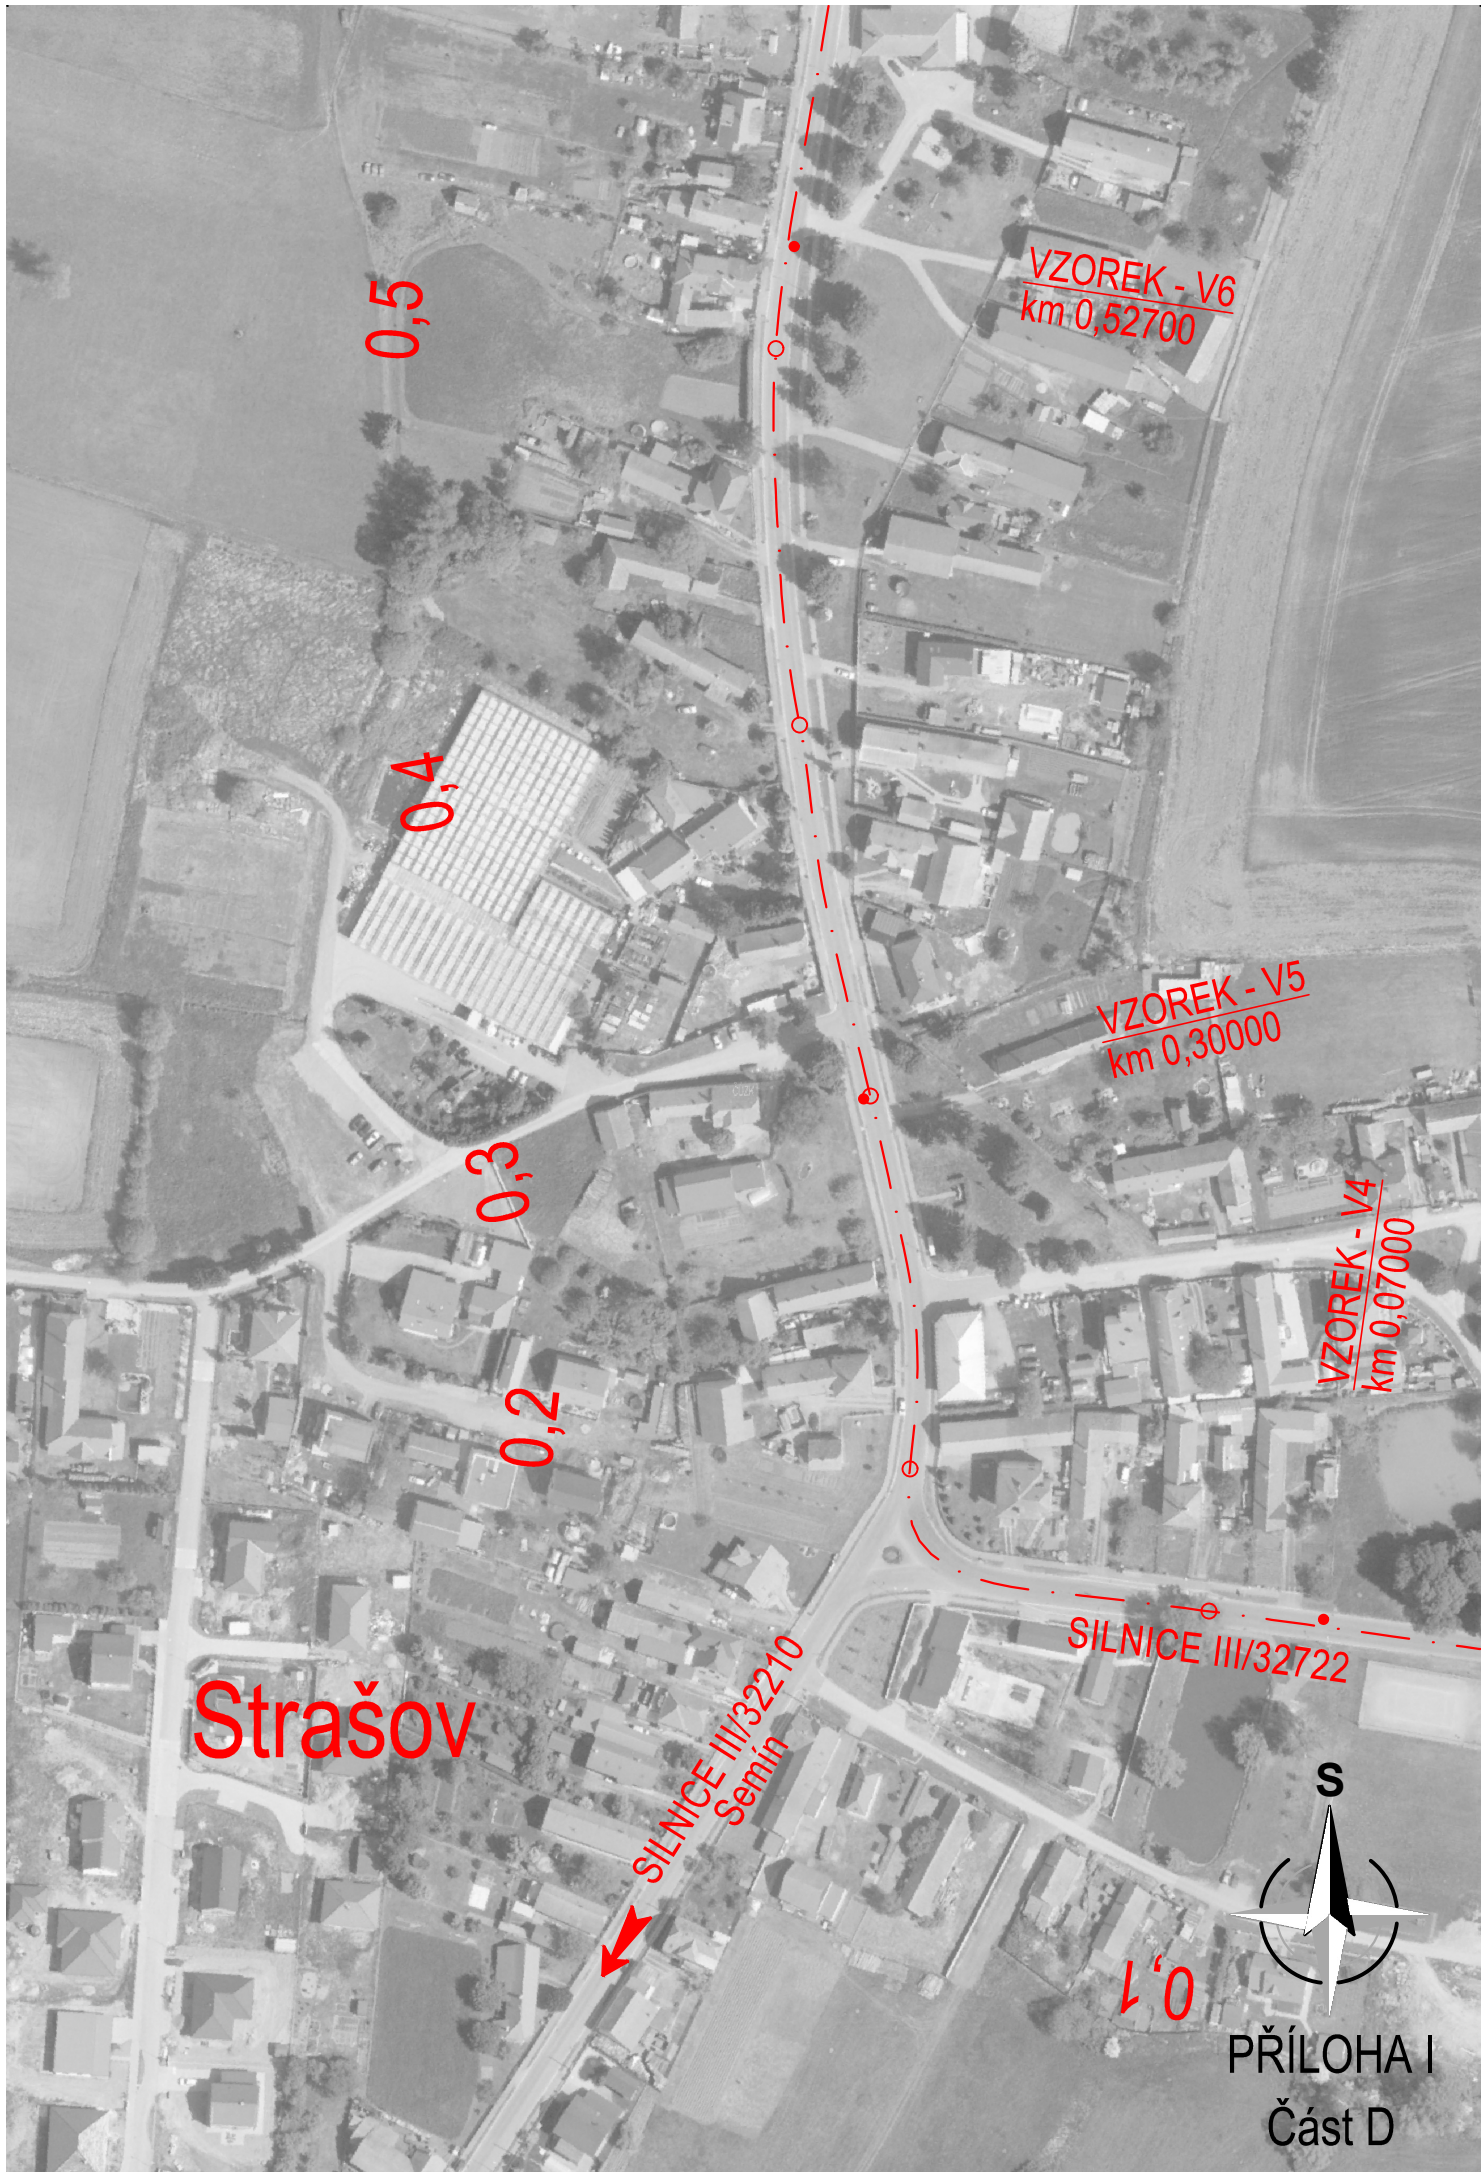 VZOREK - V6
km 0,52700
0,5
0,4
VZOREK - V5
km 0,30000
ČÚZK
0,3
VZOREK - V4
km 0,07000
0,2
SILNICE III/32722
SILNICE III/32210
Semín
Strašov
S
0,1
PŘÍLOHA I
Část D